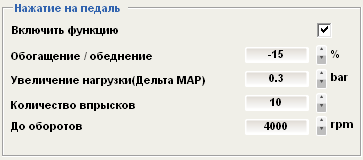 Нажатие на педаль
Включить функцию
Обогащение / обеднение -15 %
Увеличение нагрузки(Дельта MAP) 0.3 bar
Количество впрысков 10
До оборотов 4000 rpm